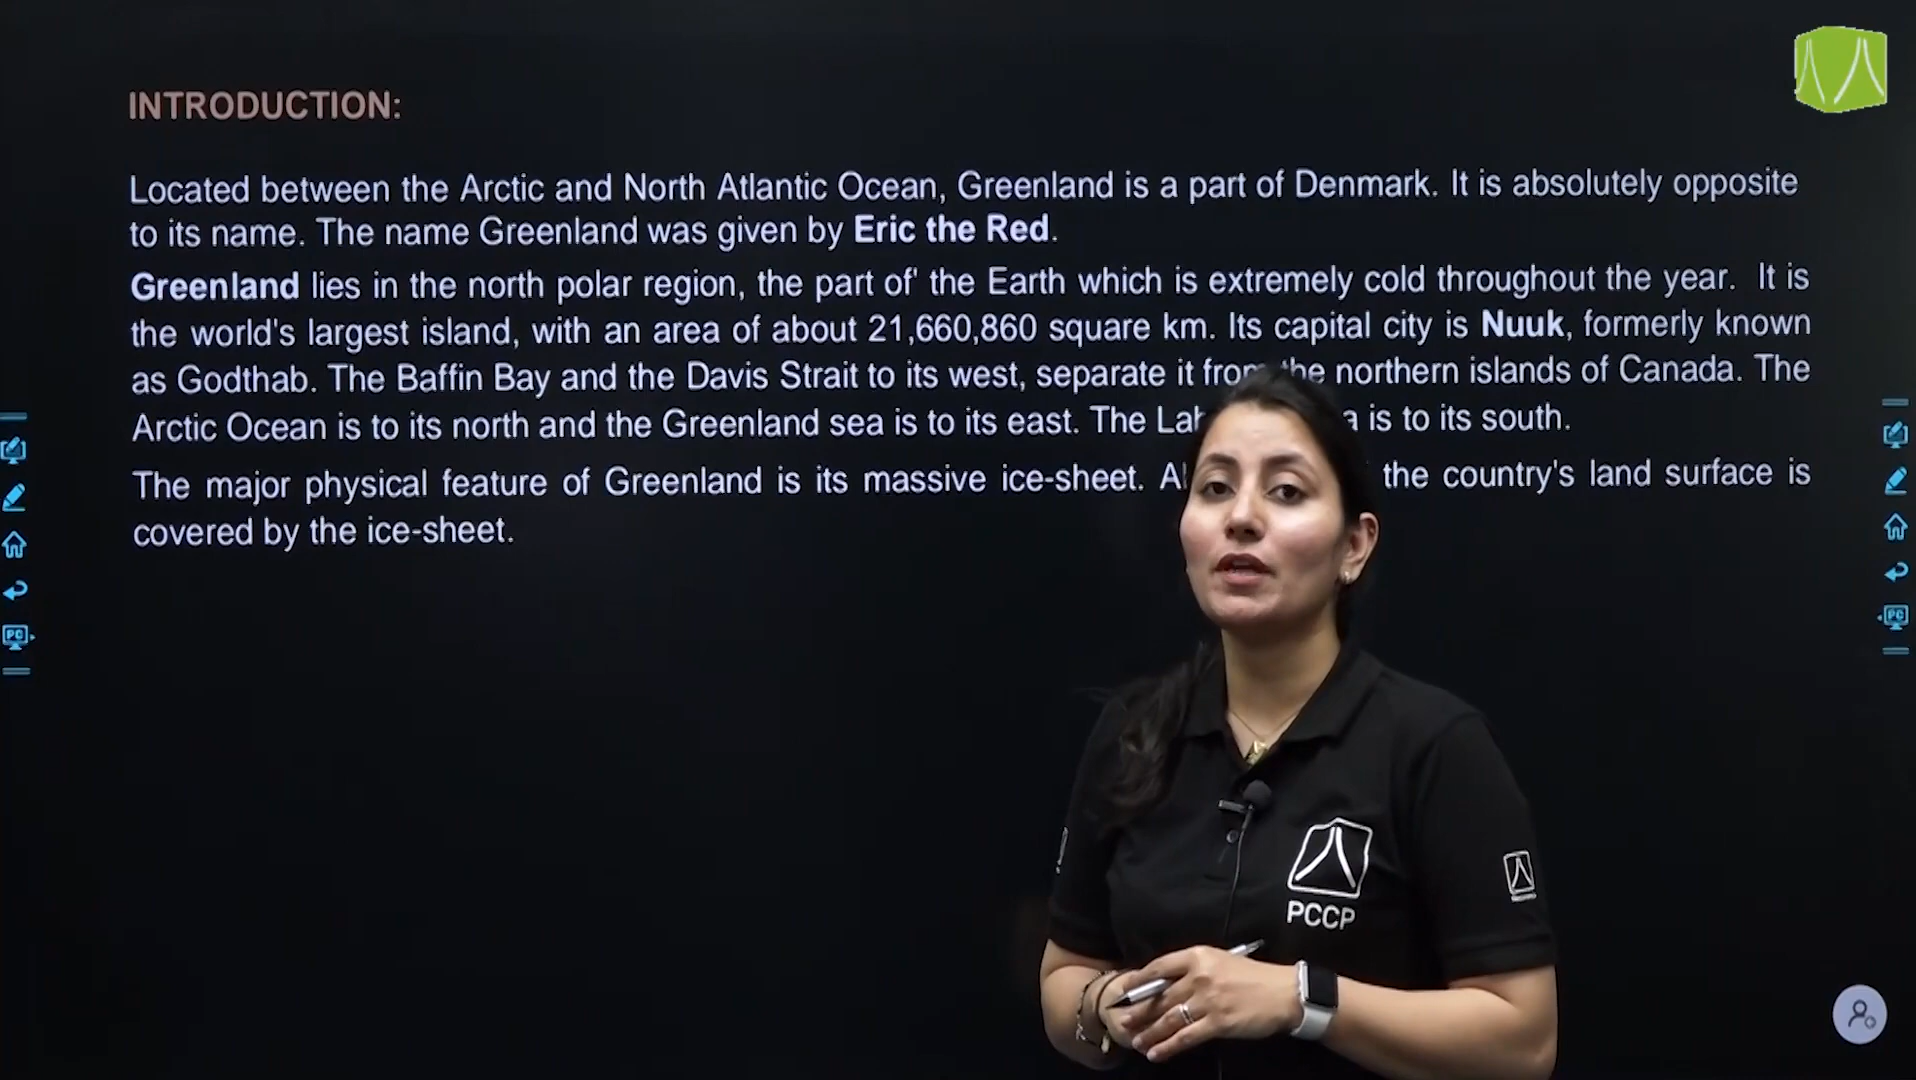 INTRODUCTION:
Located between the Arctic and North Atlantic Ocean, Greenland is a part of Denmark. It is absolutely opposite
to its name. The name Greenland was given by Eric the Red.
Greenland lies in the north polar region, the part of' the Earth which is extremely cold throughout the year. It is
the world's largest island, with an area of about 21,660,860 square km. Its capital city is Nuuk, formerly known
as Godthab. The Baffin Bay and the Davis Strait to its west, separate it from the northern islands of Canada. The
Arctic Ocean is to its north and the Greenland sea is to its east. The is to its south.
The major physical feature of Greenland is its massive ice-sheet. the country's land surface is
covered by the ice-sheet.
PC
PC
PCCP